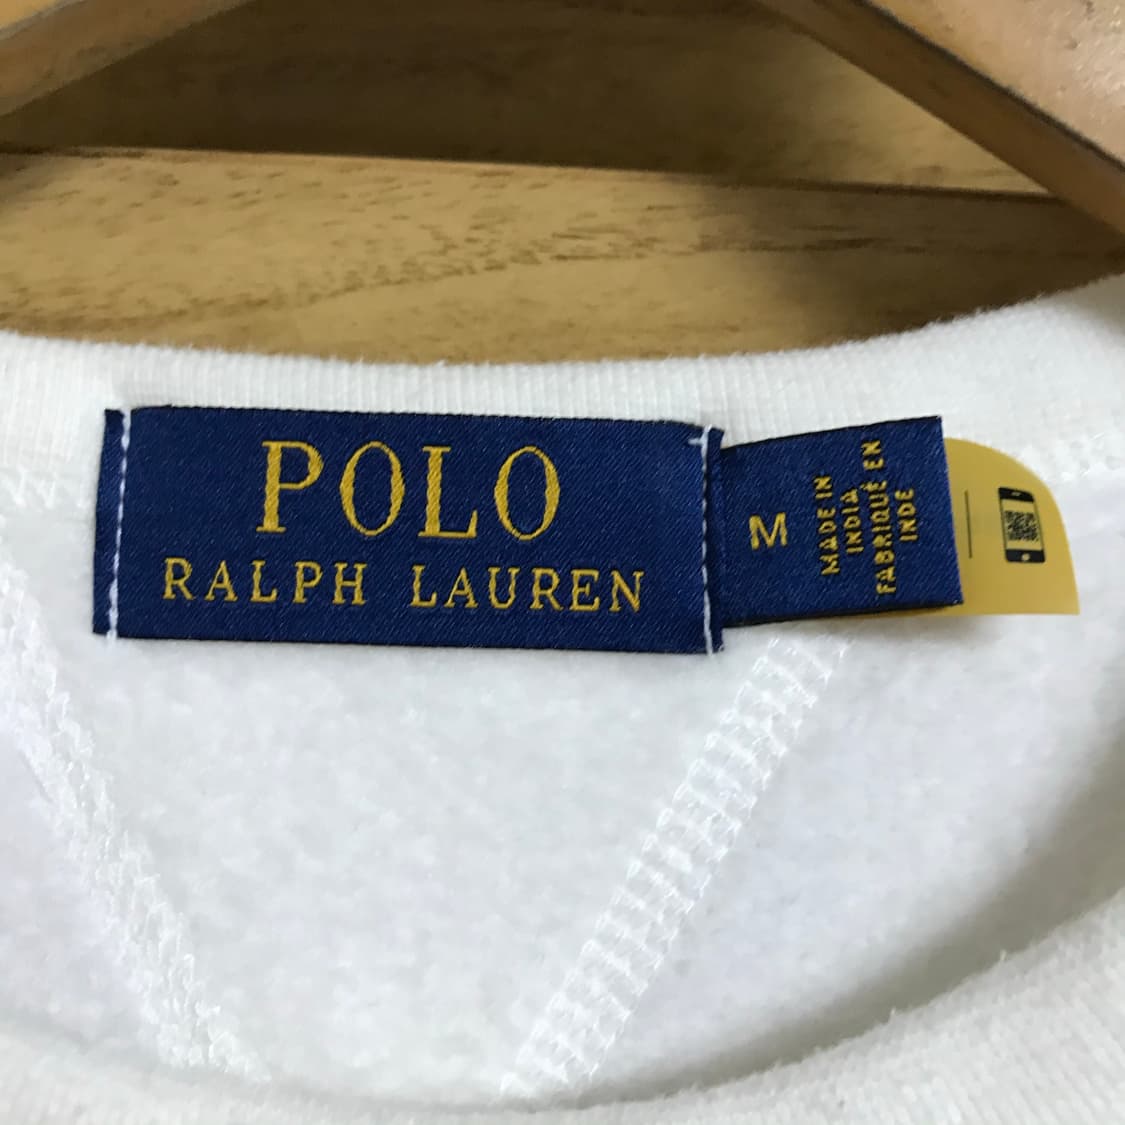 POLO
RALPH LAUREN
M
MADE IN
INDIA
FABRIQUÉ EN
INDE